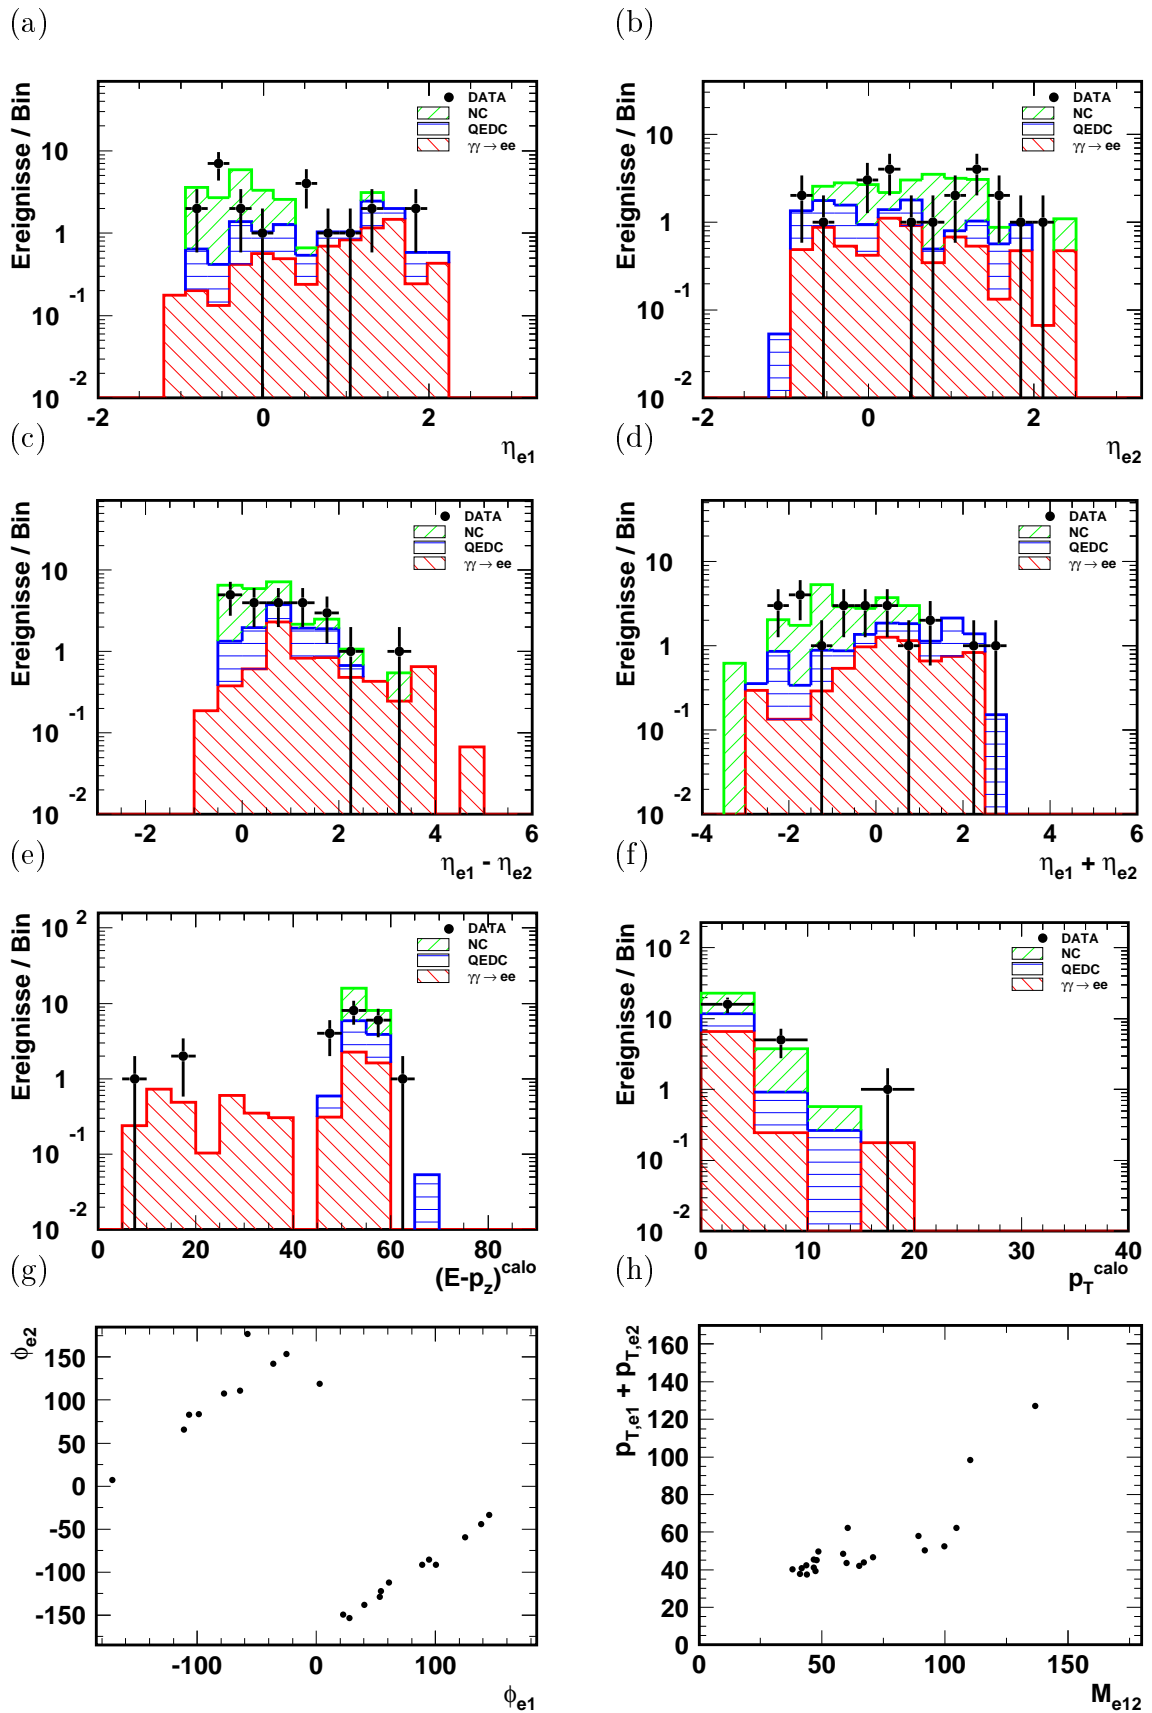 (a)
Ereignisse / Bin
10
1
10 -1
10 -2
-2 0 2
η e1
DATA
NC
QEDC
γγ→ee
(b)
Ereignisse / Bin
10
1
10 -1
10 -2
-2 0 2
η e2
DATA
NC
QEDC
γγ→ee
(c)
Ereignisse / Bin
10
1
10 -1
10 -2
-2 0 2 4 6
η e1 - η e2
DATA
NC
QEDC
γγ→ee
(d)
Ereignisse / Bin
10
1
10 -1
10 -2
-4 -2 0 2 4 6
η e1 + η e2
DATA
NC
QEDC
γγ→ee
(e)
Ereignisse / Bin
10 2
10
1
10 -1
10 -2
0 20 40 60 80
(E-p z) calo
DATA
NC
QEDC
γγ→ee
(f)
Ereignisse / Bin
10 2
10
1
10 -1
10 -2
0 10 20 30 40
p T calo
DATA
NC
QEDC
γγ→ee
(g)
ϕ e2
150
100
50
0
-50
-100
-150
-100 0 100
ϕ e1
(h)
p T,e1 + p T,e2
160
140
120
100
80
60
40
20
0
0 50 100 150
M e12